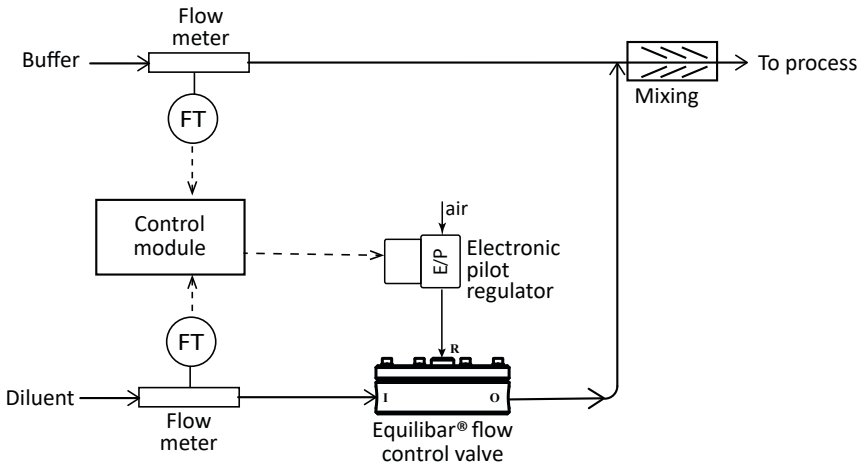 Flow
meter
Buffer
To process
Mixing
FT
Control
module
air
E/P
Electronic
pilot
regulator
FT
R
Diluent
I
O
Flow
meter
Equilibar® flow
control valve